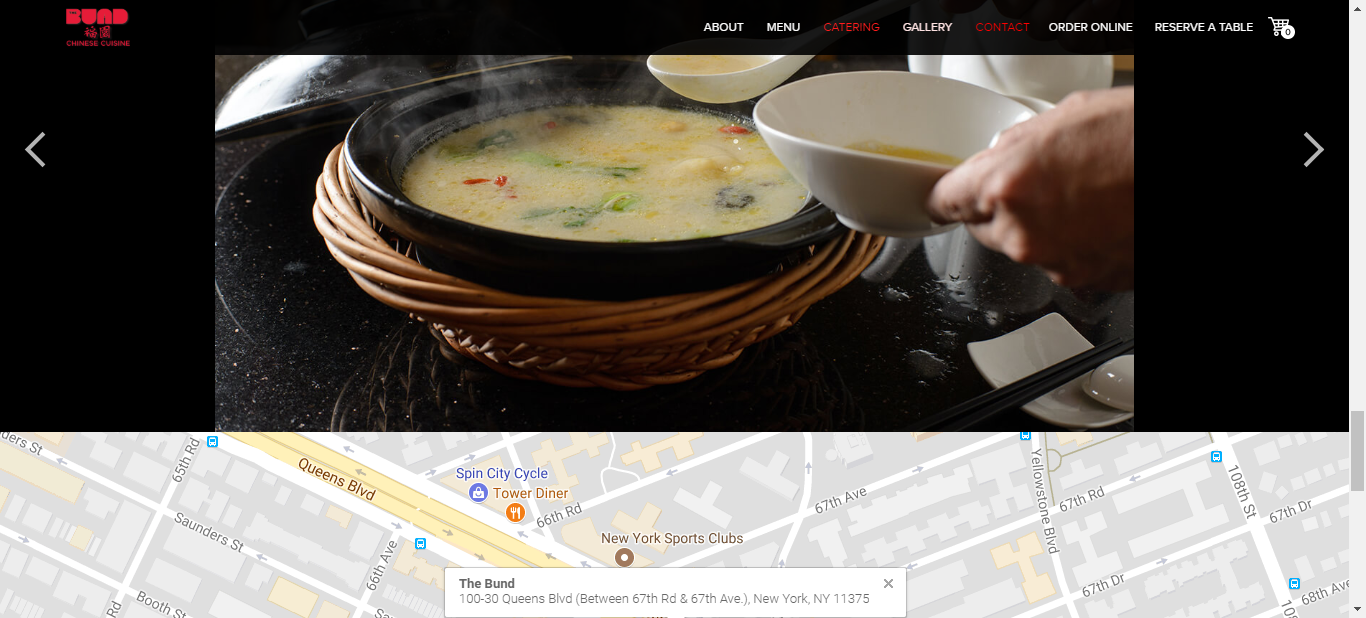 BUND
裕園
CHINESE CUISINE
ABOUT MENU CATERING GALLERY CONTACT ORDER ONLINE RESERVE A TABLE 0
ders St
65th Rd
Queens Blvd
Spin City Cycle
Tower Diner
66th Rd
67th Ave
Yellowstone Blvd
67th Rd
108th St
67th Dr
Saunders St
66th Ave
New York Sports Clubs
The Bund
100-30 Queens Blvd (Between 67th Rd & 67th Ave.), New York, NY 11375
Booth St
Rd
67th Dr
68th Ave
10